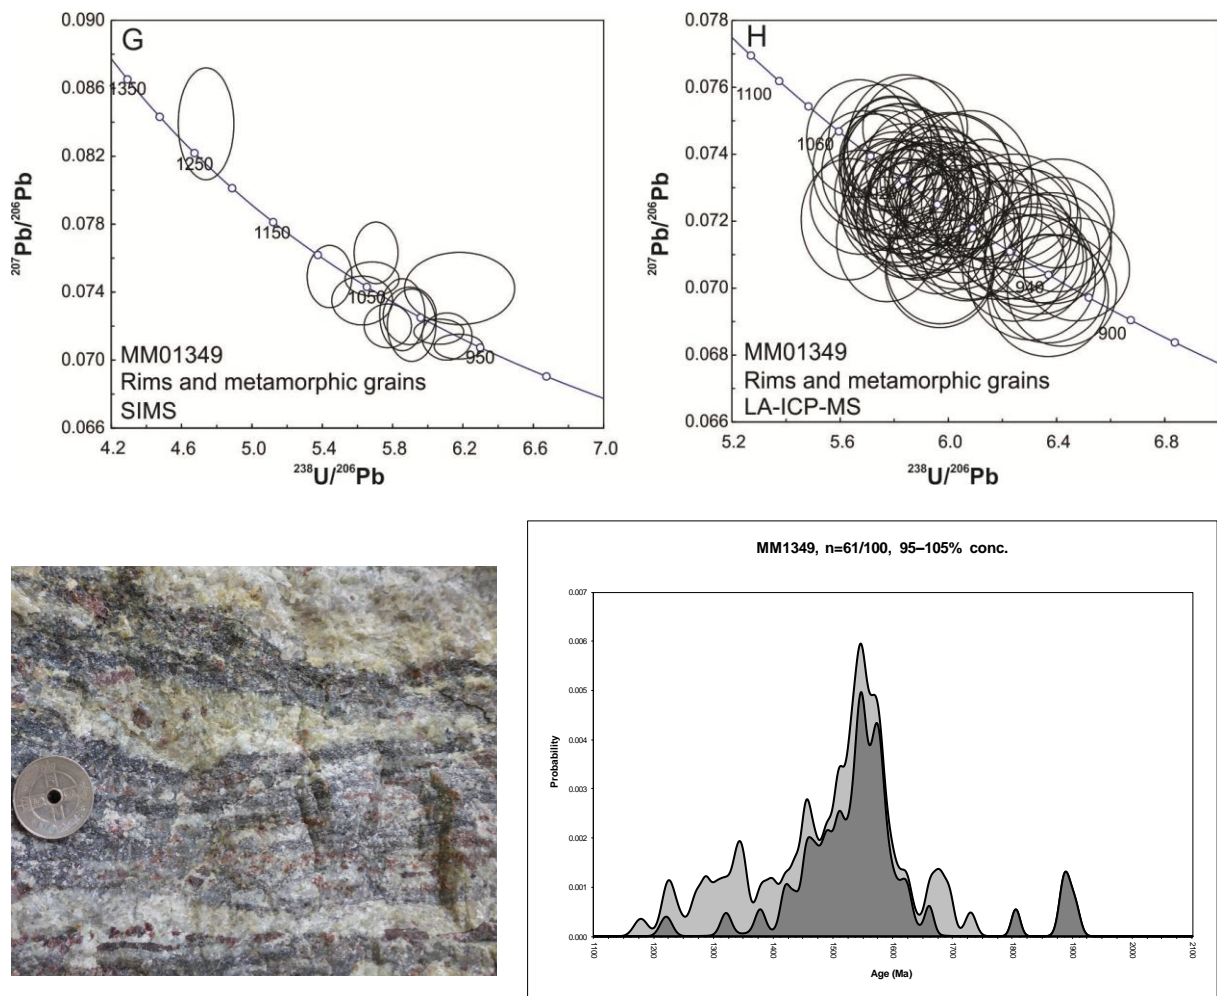 0.090
0.086
0.082
0.078
0.074
0.070
0.066
207Pb/206Pb
G
1350
1250
1150
1050
950
MM01349
Rims and metamorphic grains
SIMS
4.2 4.6 5.0 5.4 5.8 6.2 6.6 7.0
238U/206Pb
0.078
0.076
0.074
0.072
0.070
0.068
0.066
207Pb/206Pb
H
1100
1060
940
900
MM01349
Rims and metamorphic grains
LA-ICP-MS
5.2 5.6 6.0 6.4 6.8
238U/206Pb
MM1349, n=61/100, 95–105% conc.
0.007
0.006
0.005
0.004
0.003
0.002
0.001
0.000
Probability
1100 1200 1300 1400 1500 1600 1700 1800 1900 2000 2100
Age (Ma)